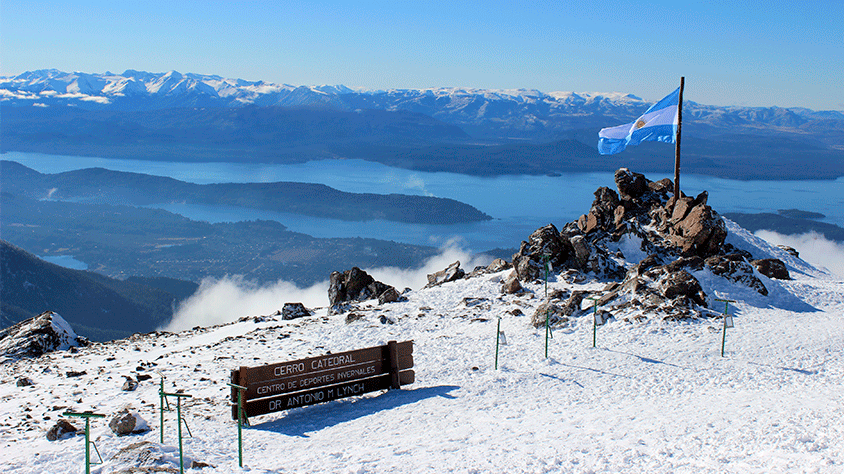 CERRO CATEDRAL
CENTRO DE DEPORTES INVERNALES
DR ANTONIO M LYNCH